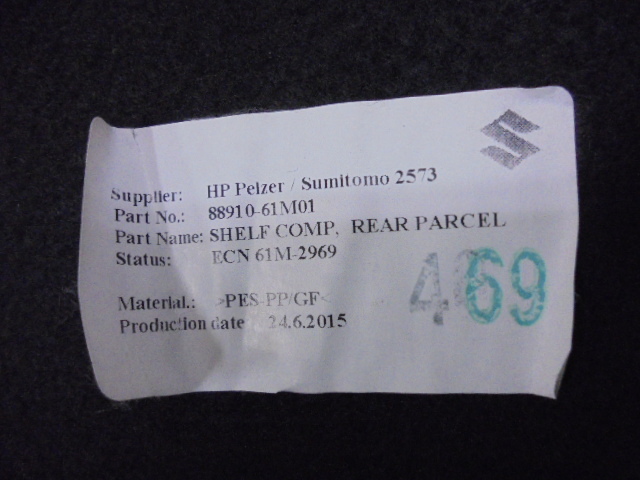 Supplier: HP Pelzer / Sumitomo 2573
Part No.: 88910-61M01
Part Name: SHELF COMP, REAR PARCEL
Status: ECN 61M-2969
Material.: >PES-PP/GF<
Production date 24.6.2015
69